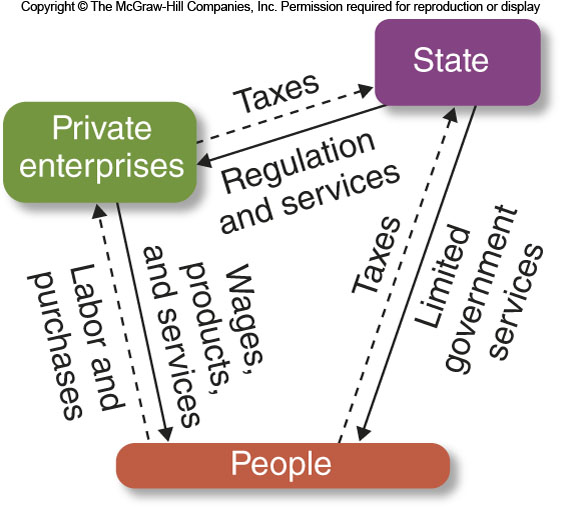 Copyright © The McGraw-Hill Companies, Inc. Permission required for reproduction or display
State
Taxes
Private
enterprises
Regulation
and services
Labor and
purchases
Wages,
products,
and services
Taxes
Limited
government
services
People